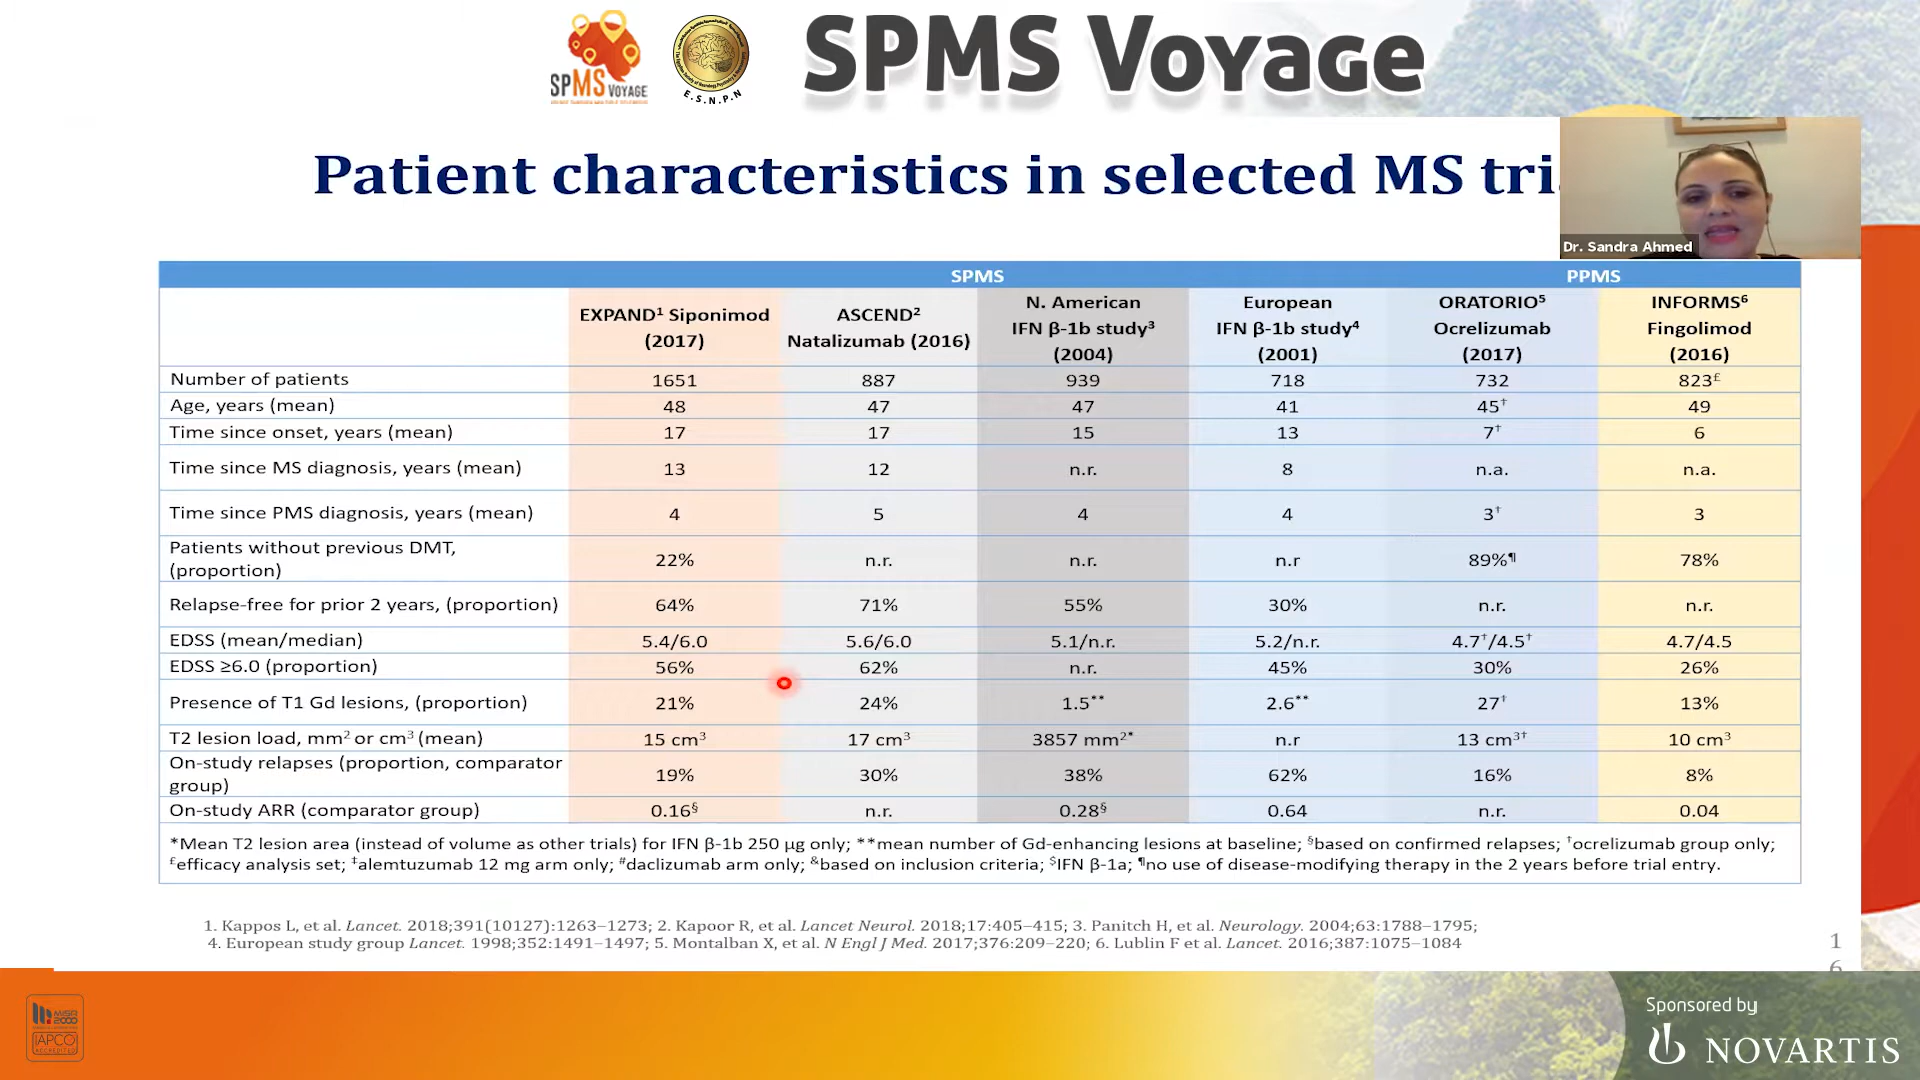 SPMS VOYAGE
E.S.N.P.N
SPMS Voyage
Patient characteristics in selected MS tri
Dr. Sandra Ahmed
SPMS PPMS
EXPAND¹ Siponimod (2017) ASCEND² Natalizumab (2016) N. American IFN β-1b study³ (2004) European IFN β-1b study⁴ (2001) ORATORIO⁵ Ocrelizumab (2017) INFORMS⁶ Fingolimod (2016)
Number of patients 1651 887 939 718 732 823£
Age, years (mean) 48 47 47 41 45† 49
Time since onset, years (mean) 17 17 15 13 7† 6
Time since MS diagnosis, years (mean) 13 12 n.r. 8 n.a. n.a.
Time since PMS diagnosis, years (mean) 4 5 4 4 3† 3
Patients without previous DMT, (proportion) 22% n.r. n.r. n.r 89%¶ 78%
Relapse-free for prior 2 years, (proportion) 64% 71% 55% 30% n.r. n.r.
EDSS (mean/median) 5.4/6.0 5.6/6.0 5.1/n.r. 5.2/n.r. 4.7†/4.5† 4.7/4.5
EDSS ≥6.0 (proportion) 56% 62% n.r. 45% 30% 26%
Presence of T1 Gd lesions, (proportion) 21% 24% 1.5** 2.6** 27† 13%
T2 lesion load, mm² or cm³ (mean) 15 cm³ 17 cm³ 3857 mm²* n.r 13 cm³† 10 cm³
On-study relapses (proportion, comparator group) 19% 30% 38% 62% 16% 8%
On-study ARR (comparator group) 0.16§ n.r. 0.28§ 0.64 n.r. 0.04
*Mean T2 lesion area (instead of volume as other trials) for IFN β-1b 250 µg only; **mean number of Gd-enhancing lesions at baseline; §based on confirmed relapses; †ocrelizumab group only;
£efficacy analysis set; ‡alemtuzumab 12 mg arm only; #daclizumab arm only; &based on inclusion criteria; $IFN β-1a; ¶no use of disease-modifying therapy in the 2 years before trial entry.
1. Kappos L, et al. Lancet. 2018;391(10127):1263–1273; 2. Kapoor R, et al. Lancet Neurol. 2018;17:405–415; 3. Panitch H, et al. Neurology. 2004;63:1788–1795;
4. European study group Lancet. 1998;352:1491–1497; 5. Montalban X, et al. N Engl J Med. 2017;376:209–220; 6. Lublin F et al. Lancet. 2016;387:1075–1084
1
6
MISR
2000
IAPCO
ACCREDITED
Sponsored by
NOVARTIS